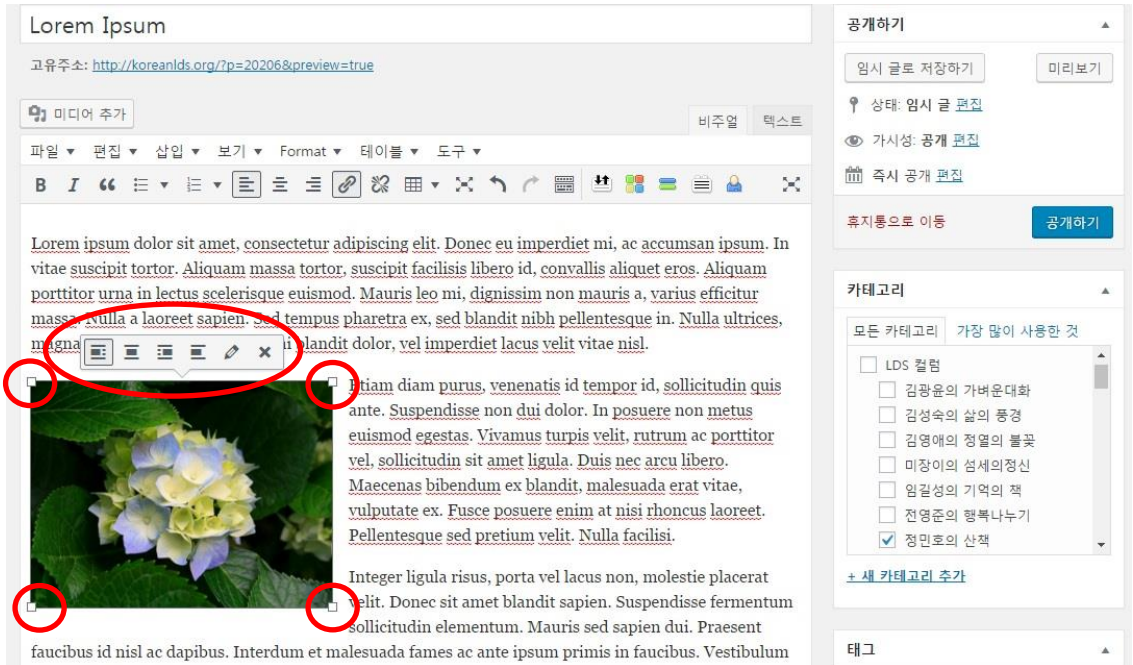 Lorem Ipsum
고유주소: http://koreanlds.org/?p=20206&preview=true
미디어 추가
비주얼 텍스트
파일 편집 삽입 보기 Format 테이블 도구
B I
Lorem ipsum dolor sit amet, consectetur adipiscing elit. Donec eu imperdiet mi, ac accumsan ipsum. In
vitae suscipit tortor. Aliquam massa tortor, suscipit facilisis libero id, convallis aliquet eros. Aliquam
porttitor urna in lectus scelerisque euismod. Mauris leo mi, dignissim non mauris a, varius efficitur
massa. Nulla a laoreet sapien. Sed tempus pharetra ex, sed blandit nibh pellentesque in. Nulla ultrices,
magna blandit dolor, vel imperdiet lacus velit vitae nisl.
Etiam diam purus, venenatis id tempor id, sollicitudin quis
ante. Suspendisse non dui dolor. In posuere non metus
euismod egestas. Vivamus turpis velit, rutrum ac porttitor
vel, sollicitudin sit amet ligula. Duis nec arcu libero.
Maecenas bibendum ex blandit, malesuada erat vitae,
vulputate ex. Fusce posuere enim at nisi rhoncus laoreet.
Pellentesque sed pretium velit. Nulla facilisi.
Integer ligula risus, porta vel lacus non, molestie placerat
velit. Donec sit amet blandit sapien. Suspendisse fermentum
sollicitudin elementum. Mauris sed sapien dui. Praesent
faucibus id nisl ac dapibus. Interdum et malesuada fames ac ante ipsum primis in faucibus. Vestibulum
공개하기
임시 글로 저장하기 미리보기
상태: 임시 글 편집
가시성: 공개 편집
즉시 공개 편집
휴지통으로 이동 공개하기
카테고리
모든 카테고리 가장 많이 사용한 것
LDS 컬럼
김광윤의 가벼운대화
김성숙의 삶의 풍경
김영애의 정열의 불꽃
미장이의 섬세의정신
임길성의 기억의 책
전영준의 행복나누기
정민호의 산책
+ 새 카테고리 추가
태그